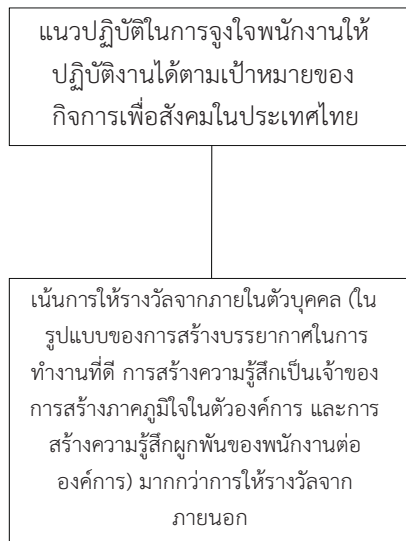 แนวปฏิบัติในการจูงใจพนักงานให้
ปฏิบัติงานได้ตามเป้าหมายของ
กิจการเพื่อสังคมในประเทศไทย
เน้นการให้รางวัลจากภายในตัวบุคคล (ใน
รูปแบบของการสร้างบรรยากาศในการ
ทำงานที่ดี การสร้างความรู้สึกเป็นเจ้าของ
การสร้างภาคภูมิใจในตัวองค์การ และการ
สร้างความรู้สึกผูกพันของพนักงานต่อ
องค์การ) มากกว่าการให้รางวัลจาก
ภายนอก